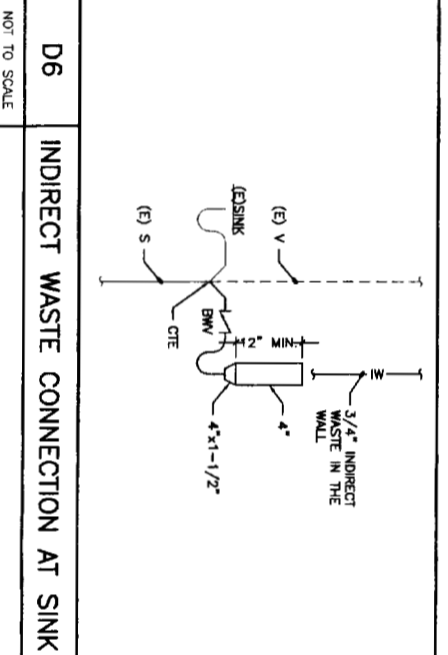 (E) V
(E)SINK
(E) S
CTE
BWV
12" MIN.
IW
3/4" INDIRECT
WASTE IN THE
WALL
4"
4"x1-1/2"
D6
INDIRECT WASTE CONNECTION AT SINK
NOT TO SCALE